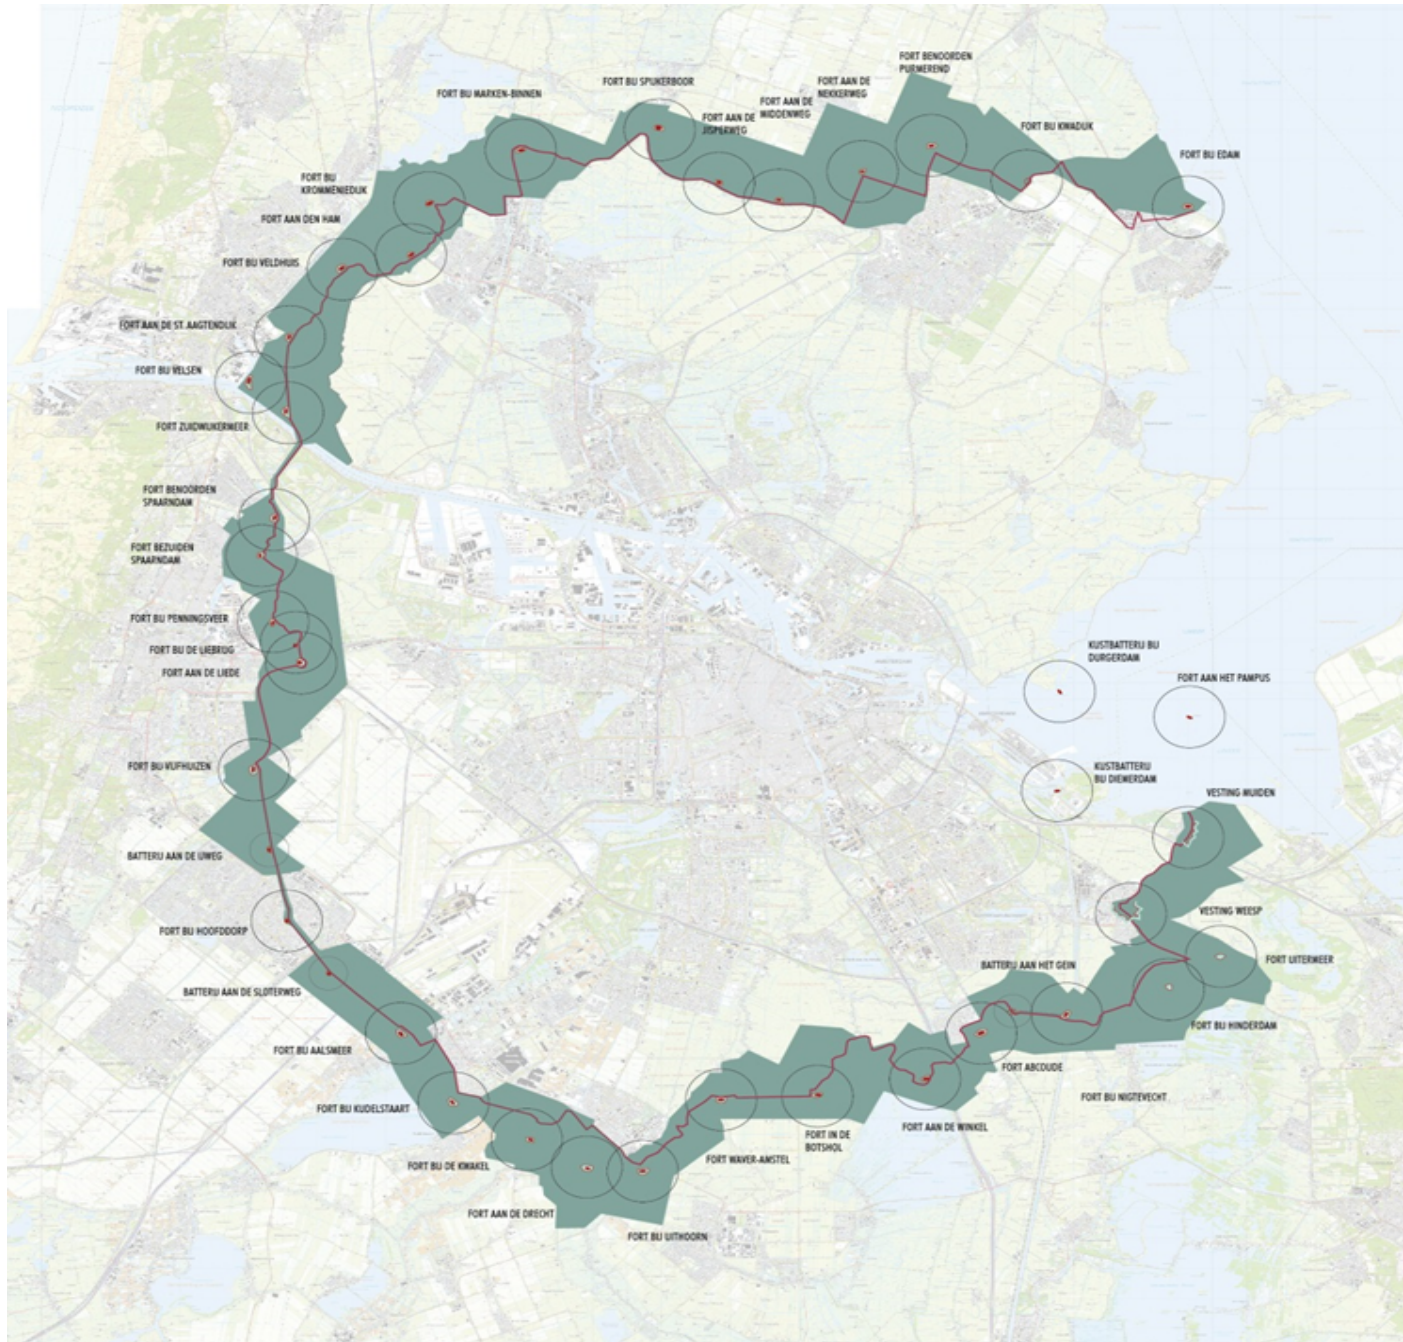 FORT BENOORDEN
PURMEREND
FORT BIJ SPIJKERBOOR
FORT AAN DE
NEKKERWEG
FORT BIJ MARKEN-BINNEN
FORT AAN DE
MIDDENWEG
FORT AAN DE
JISPERWEG
FORT BIJ KWADIJK
FORT BIJ EDAM
FORT BIJ
KROMMENIEDIJK
FORT AAN DEN HAM
FORT BIJ VELDHUIS
FORT AAN DE ST. AAGTENDIJK
FORT BIJ VELSEN
FORT ZUIDWIJKERMEER
FORT BENOORDEN
SPAARNDAM
FORT BEZUIDEN
SPAARNDAM
FORT BIJ PENNINGSVEER
FORT BIJ DE LIEBRUG
FORT AAN DE LIEDE
KUSTBATTERIJ BIJ
DURGERDAM
FORT AAN HET PAMPUS
FORT BIJ VIJFHUIZEN
KUSTBATTERIJ
BIJ DIEMERDAM
VESTING MUIDEN
BATTERIJ AAN DE IJWEG
VESTING WEESP
FORT BIJ HOOFDDORP
FORT UITERMEER
BATTERIJ AAN HET GEIN
BATTERIJ AAN DE SLOTERWEG
FORT BIJ HINDERDAM
FORT BIJ AALSMEER
FORT ABCOUDE
FORT BIJ NIGTEVECHT
FORT BIJ KUDELSTAART
FORT AAN DE WINKEL
FORT IN DE
BOTSHOL
FORT WAVER-AMSTEL
FORT BIJ DE KWAKEL
FORT AAN DE DRECHT
FORT BIJ UITHOORN